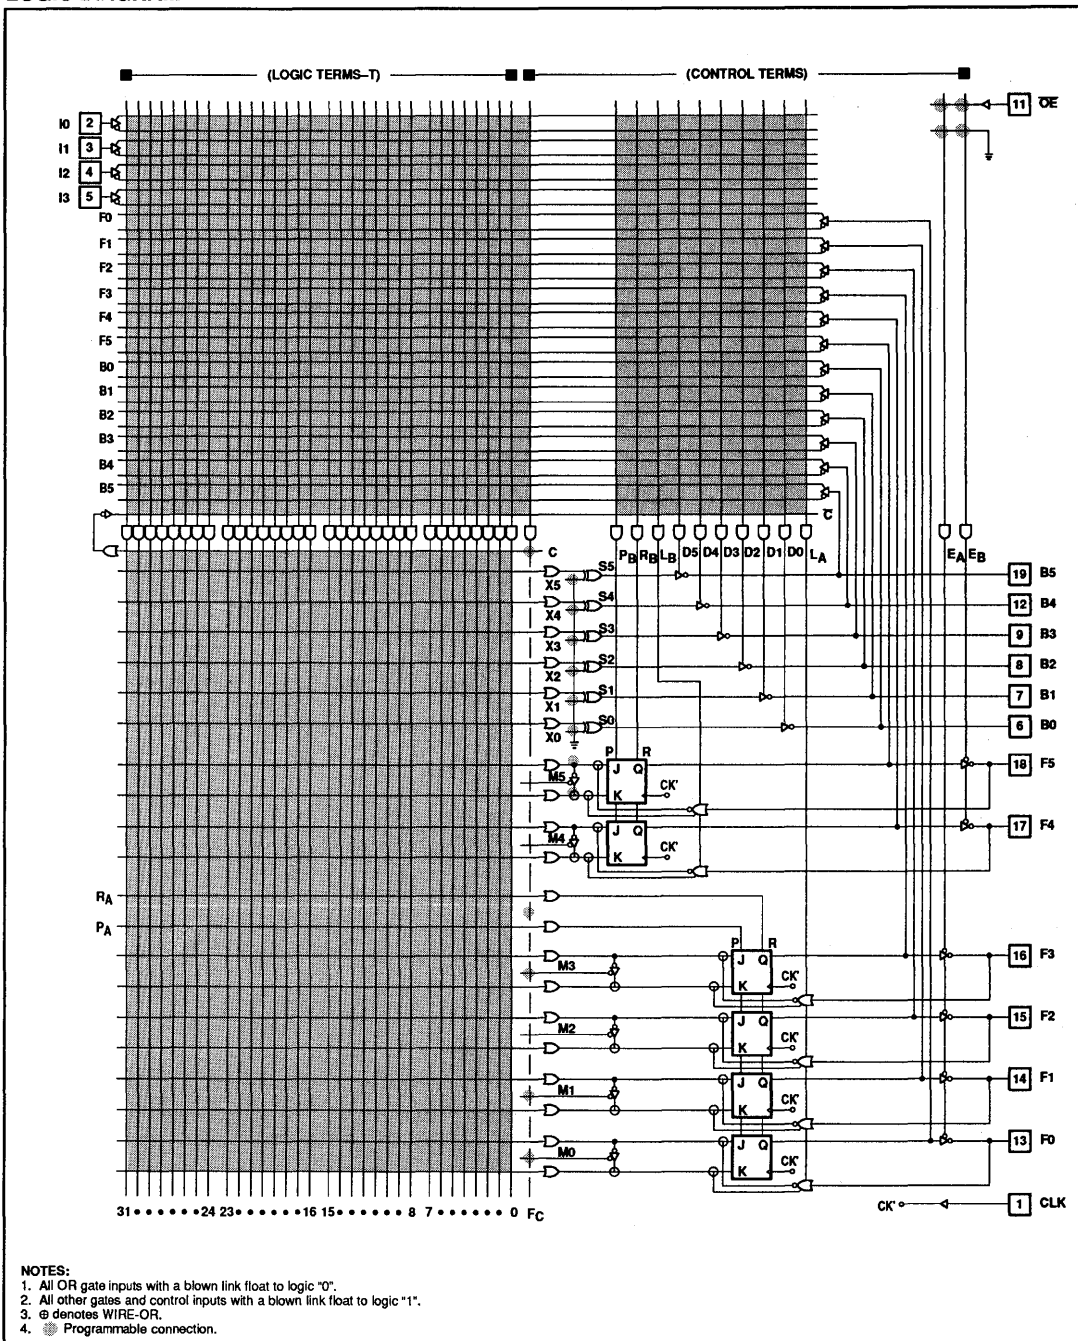 (LOGIC TERMS–T) (CONTROL TERMS)
11 OE
I0 2
I1 3
I2 4
I3 5
F0
F1
F2
F3
F4
F5
B0
B1
B2
B3
B4
B5
C
C PB RB LB D5 D4 D3 D2 D1 D0 LA EA EB
X5 S5 19 B5
X4 S4 12 B4
X3 S3 9 B3
X2 S2 8 B2
X1 S1 7 B1
X0 S0 6 B0
P R
M5 J Q K CK' 18 F5
M4 J Q K CK' 17 F4
RA
PA
P R
M3 J Q K CK' 16 F3
M2 J Q K CK' 15 F2
M1 J Q K CK' 14 F1
M0 J Q K CK' 13 F0
CK' 1 CLK
31 • • • • • • 24 23 • • • • • • 16 15 • • • • • • 8 7 • • • • • • 0 FC
NOTES:
1. All OR gate inputs with a blown link float to logic "0".
2. All other gates and control inputs with a blown link float to logic "1".
3. ⊕ denotes WIRE-OR.
4. Programmable connection.